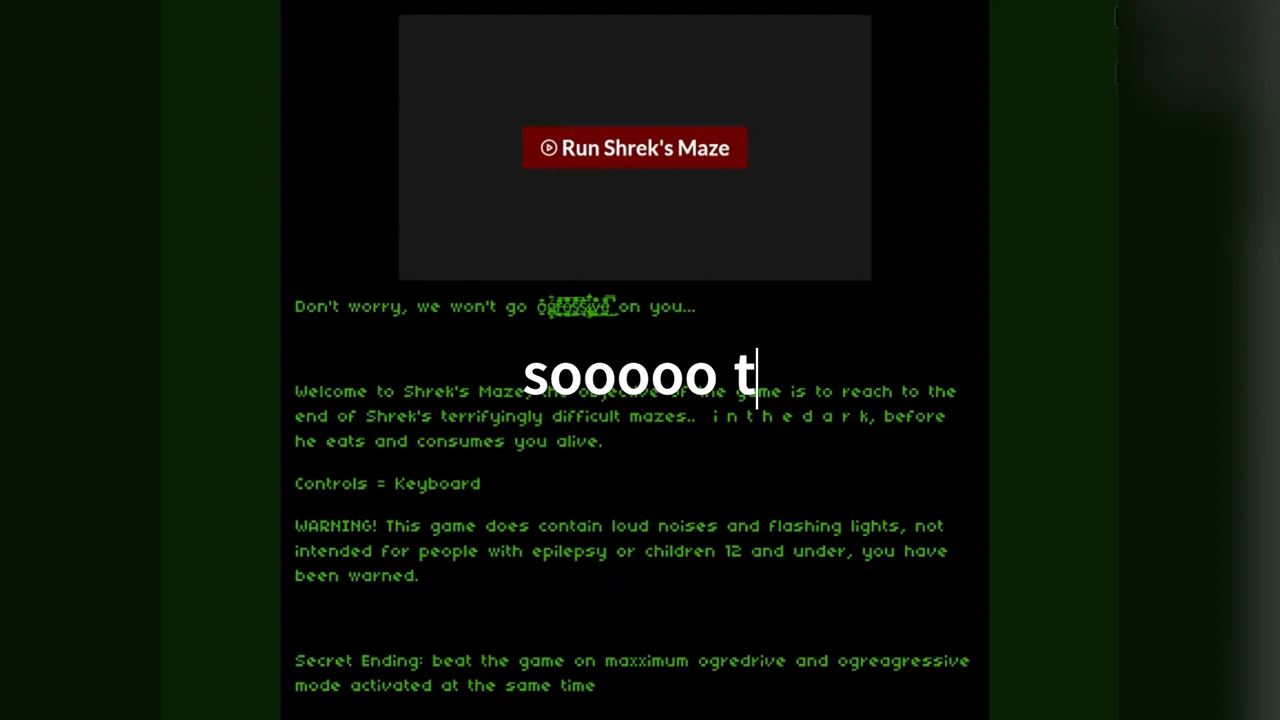 Run Shrek's Maze
Don't worry, we won't go ogrossive on you...
sooooo t
Welcome to Shrek's Maze, the objective of the game is to reach to the
end of Shrek's terrifyingly difficult mazes.. i n t h e d a r k, before
he eats and consumes you alive.
Controls = Keyboard
WARNING! This game does contain loud noises and flashing lights, not
intended for people with epilepsy or children 12 and under, you have
been warned.
Secret Ending: beat the game on maxximum ogredrive and ogreagressive
mode activated at the same time